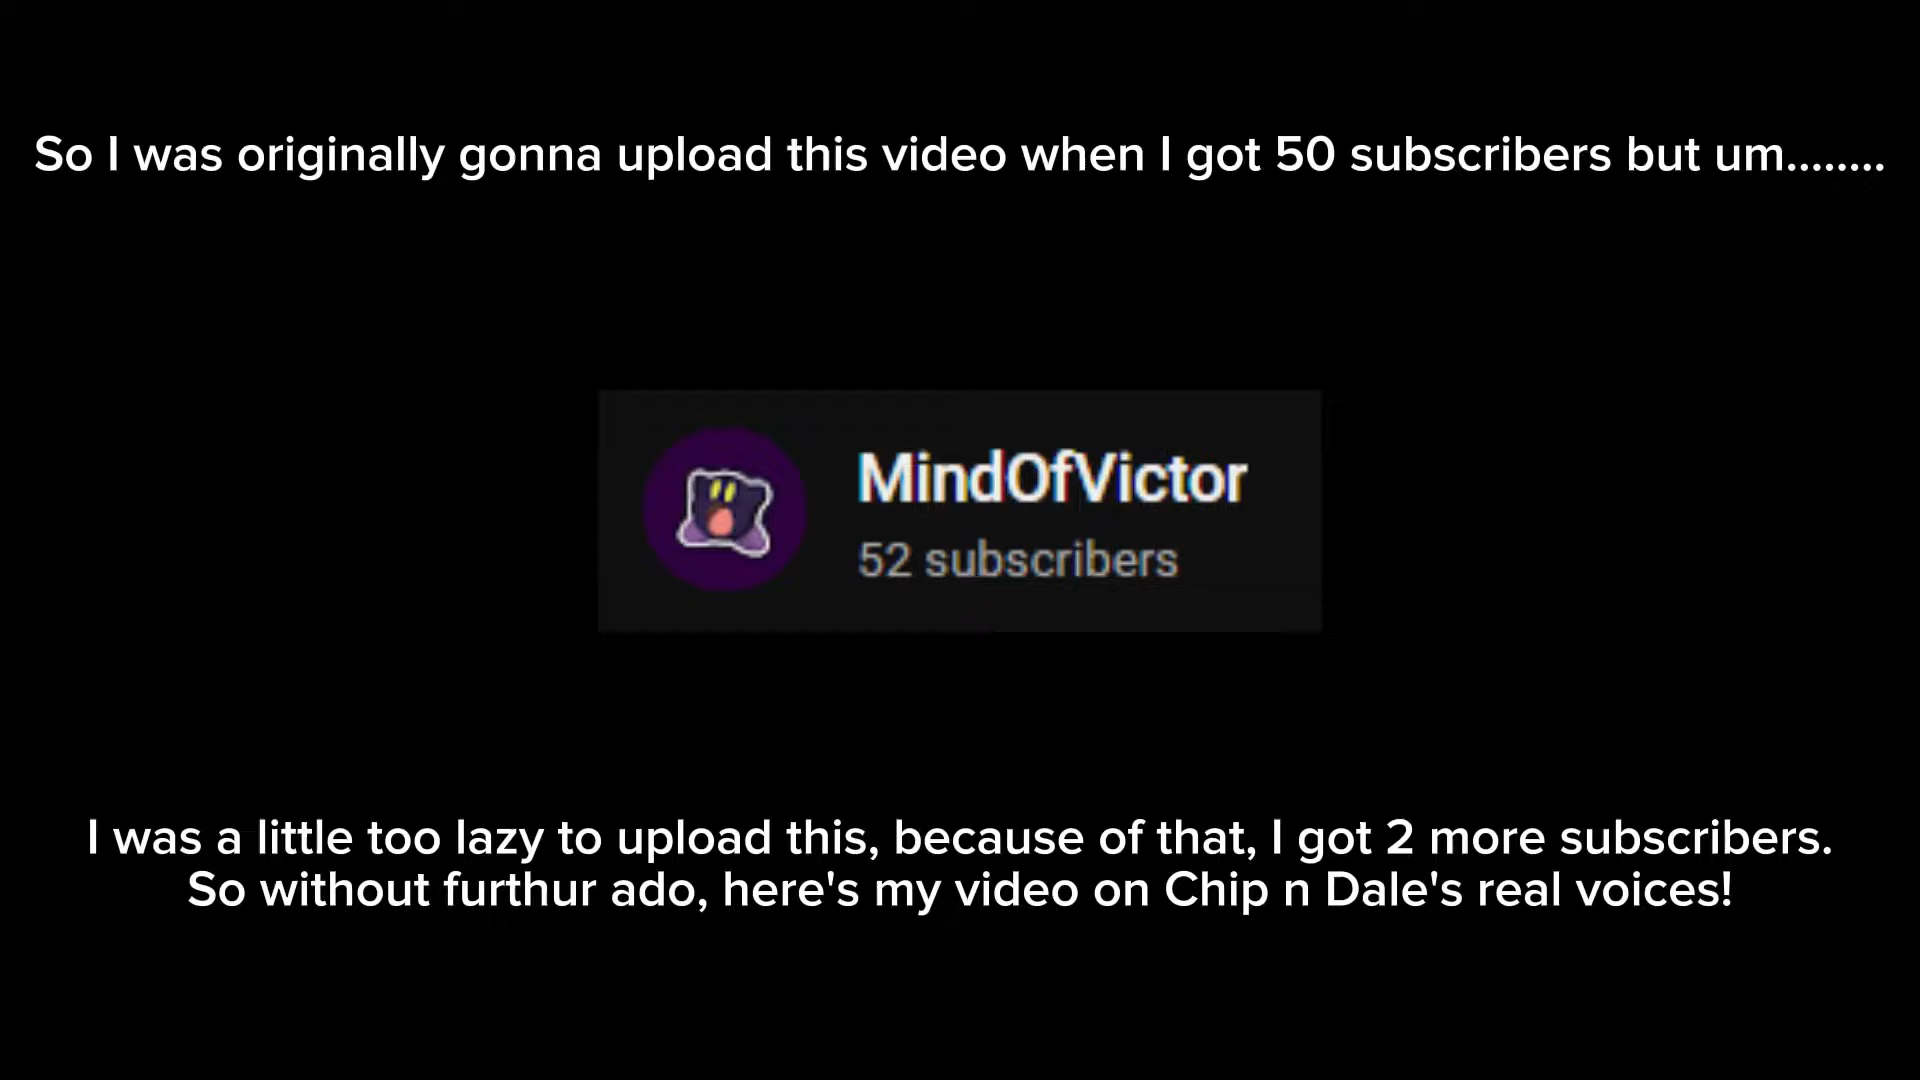 So I was originally gonna upload this video when I got 50 subscribers but um........
MindOfVictor
52 subscribers
I was a little too lazy to upload this, because of that, I got 2 more subscribers.
So without furthur ado, here's my video on Chip n Dale's real voices!